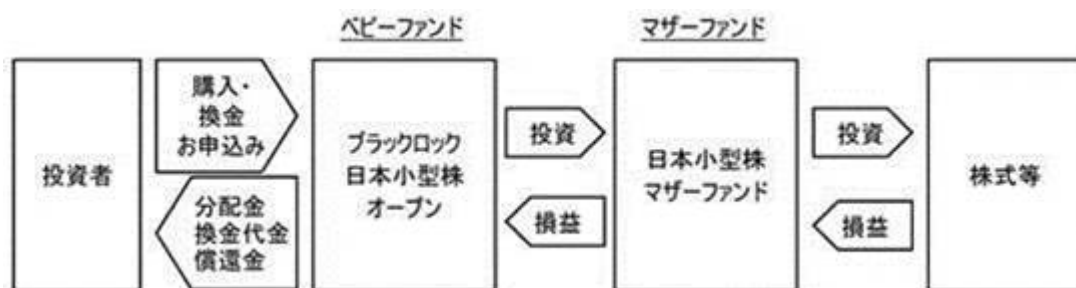 ベビーファンド
マザーファンド
投資者
購入・
換金
お申込み
分配金
換金代金
償還金
ブラックロック
日本小型株
オープン
投資
損益
日本小型株
マザーファンド
投資
損益
株式等